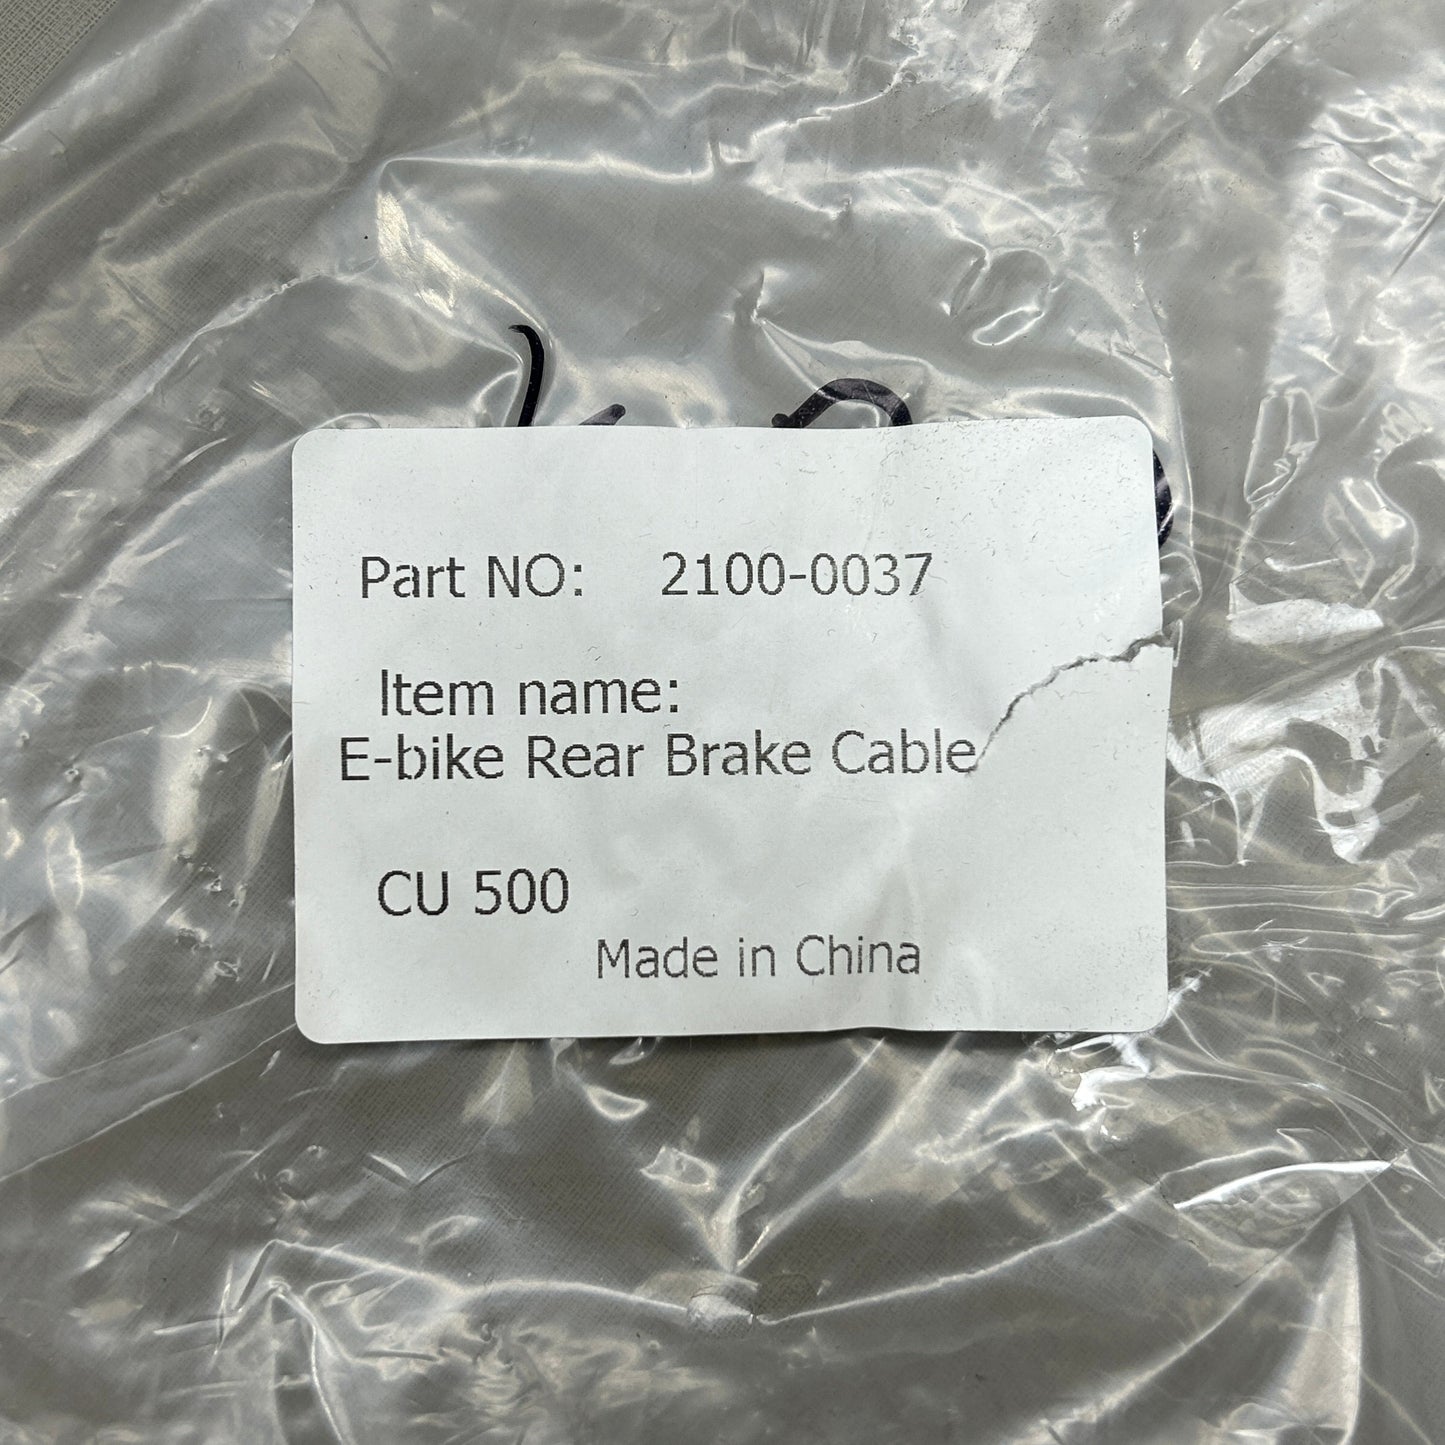 Part NO: 2100-0037
Item name:
E-bike Rear Brake Cable
CU 500
Made in China